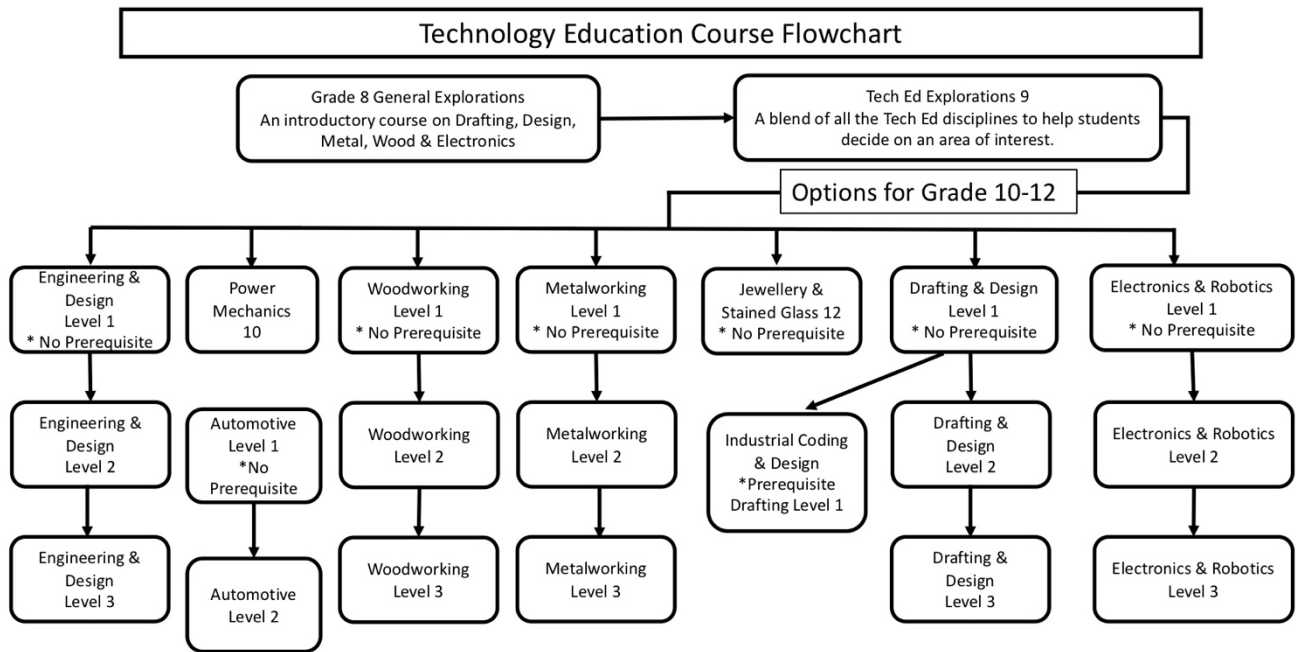 Technology Education Course Flowchart
Grade 8 General Explorations
An introductory course on Drafting, Design,
Metal, Wood & Electronics
Tech Ed Explorations 9
A blend of all the Tech Ed disciplines to help students
decide on an area of interest.
Options for Grade 10-12
Engineering &
Design
Level 1
* No Prerequisite
Power
Mechanics
10
Woodworking
Level 1
* No Prerequisite
Metalworking
Level 1
* No Prerequisite
Jewellery &
Stained Glass 12
* No Prerequisite
Drafting & Design
Level 1
* No Prerequisite
Electronics & Robotics
Level 1
* No Prerequisite
Engineering &
Design
Level 2
Automotive
Level 1
*No
Prerequisite
Woodworking
Level 2
Metalworking
Level 2
Industrial Coding
& Design
*Prerequisite
Drafting Level 1
Drafting &
Design
Level 2
Electronics & Robotics
Level 2
Engineering &
Design
Level 3
Automotive
Level 2
Woodworking
Level 3
Metalworking
Level 3
Drafting &
Design
Level 3
Electronics & Robotics
Level 3